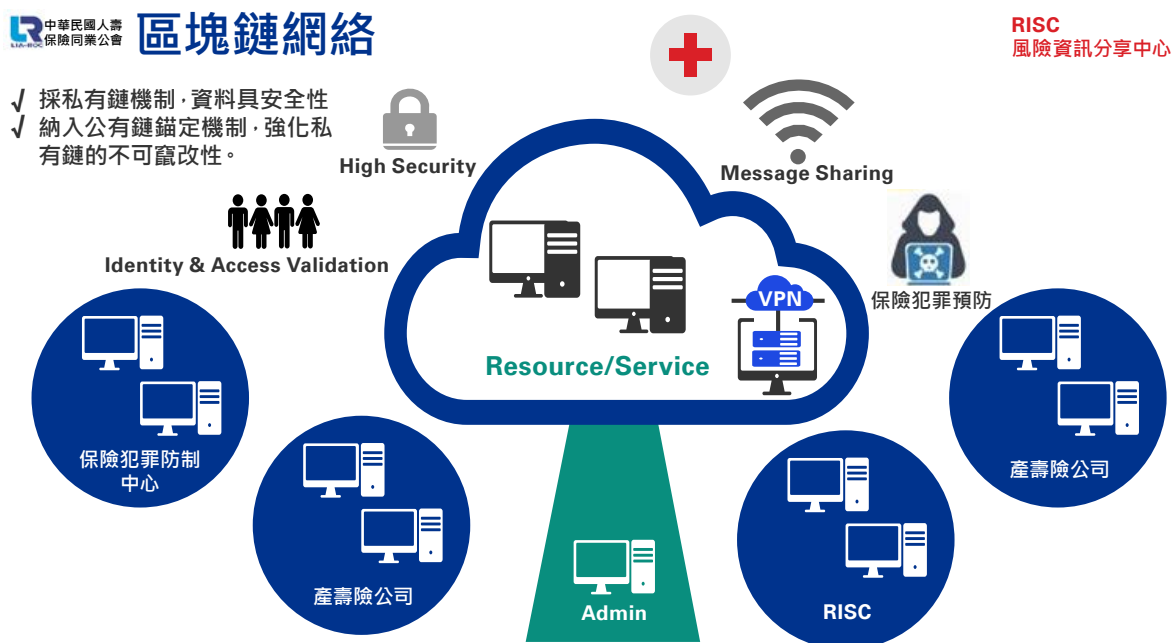 中華民國人壽
保險同業公會
LIA-ROC
區塊鏈網絡
RISC
風險資訊分享中心
√ 採私有鏈機制，資料具安全性
√ 納入公有鏈錨定機制，強化私
有鏈的不可竄改性。
High Security
Message Sharing
Identity & Access Validation
VPN
保險犯罪預防
Resource/Service
保險犯罪防制
中心
產壽險公司
產壽險公司
Admin
RISC